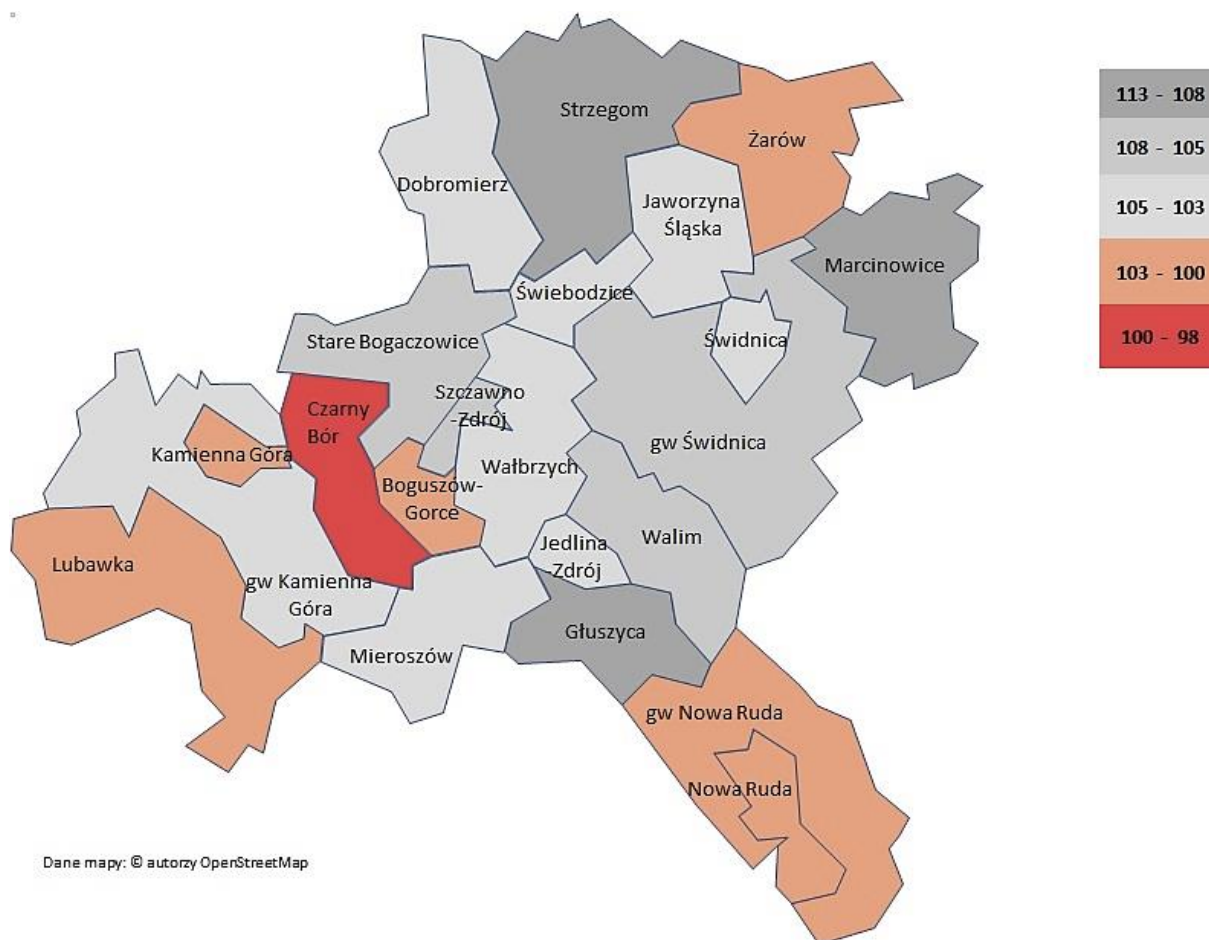 Strzegom
Żarów
Dobromierz
Jaworzyna
Śląska
Marcinowice
Świebodzice
Stare Bogaczowice
Świdnica
Szczawno
-Zdrój
Czarny
Bór
gw Świdnica
Kamienna Góra
Wałbrzych
Boguszów-
Gorce
Walim
Jedlina
-Zdrój
Lubawka
gw Kamienna
Góra
Głuszyca
Mieroszów
gw Nowa Ruda
Nowa Ruda
Dane mapy: © autorzy OpenStreetMap
113 - 108
108 - 105
105 - 103
103 - 100
100 - 98